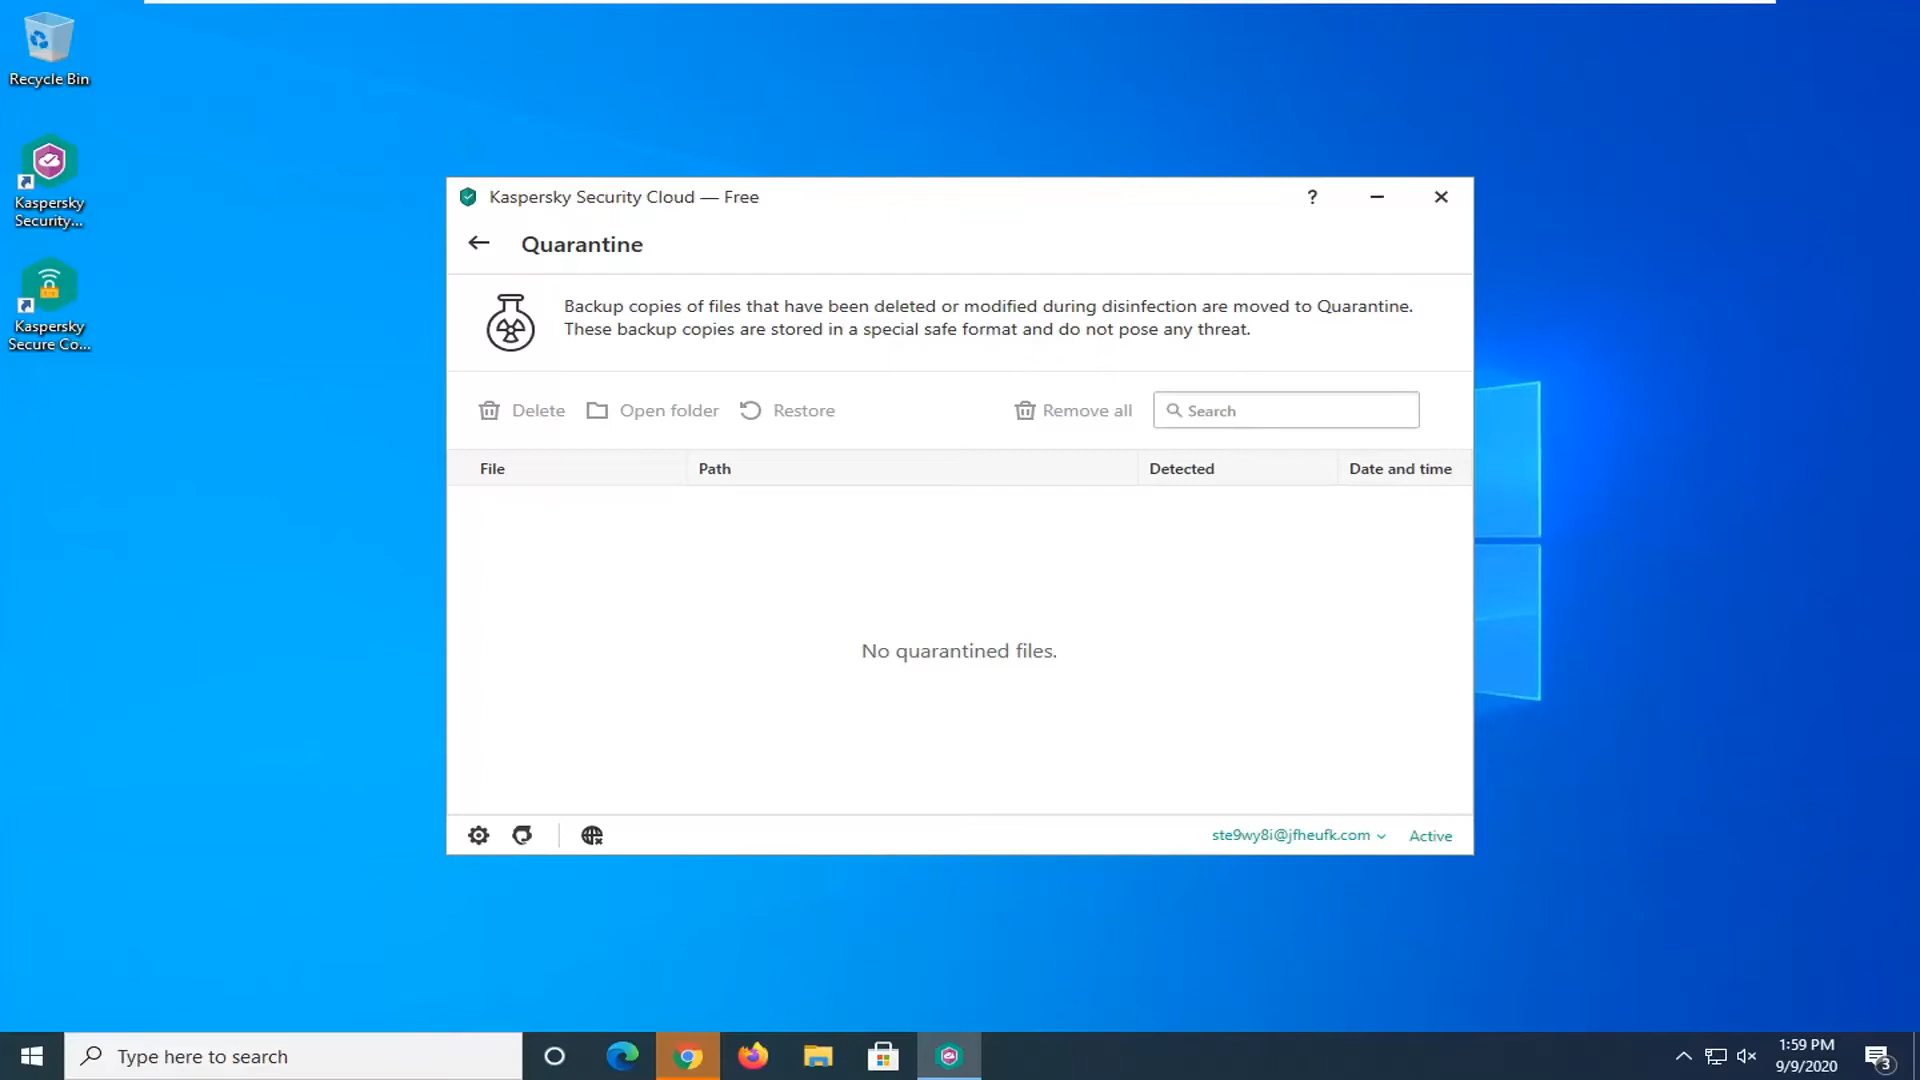 Recycle Bin
Kaspersky
Security...
Kaspersky
Secure Co...
Kaspersky Security Cloud — Free
?
Quarantine
Backup copies of files that have been deleted or modified during disinfection are moved to Quarantine.
These backup copies are stored in a special safe format and do not pose any threat.
Delete Open folder Restore Remove all Search
File Path Detected Date and time
No quarantined files.
ste9wy8i@jfheufk.com Active
Type here to search
1:59 PM
9/9/2020
3